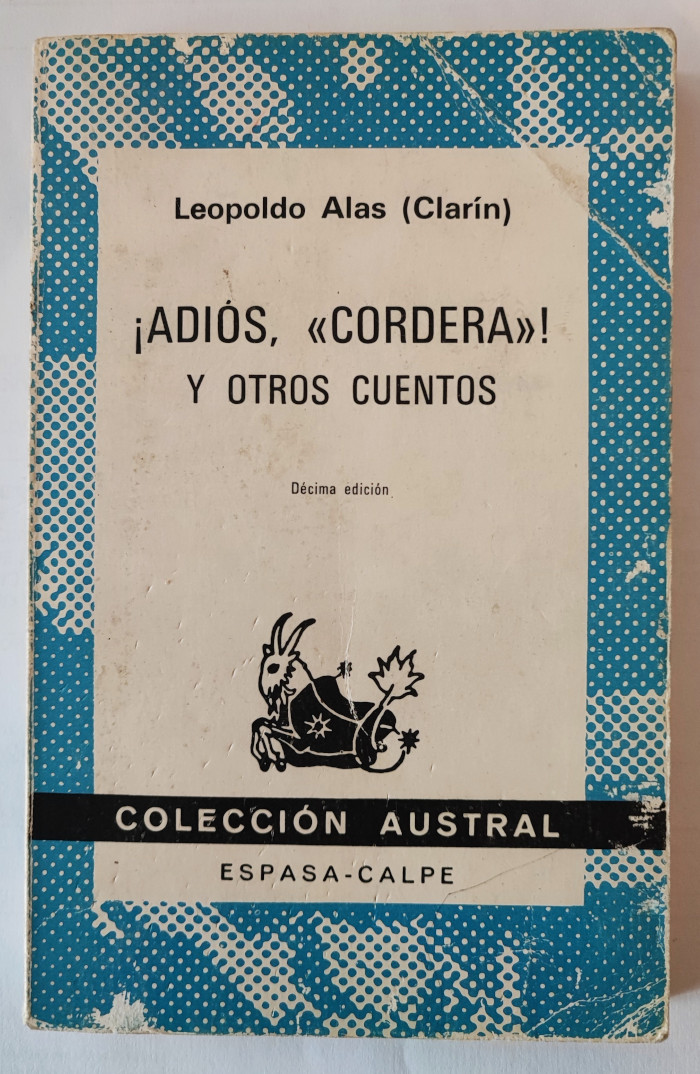 Leopoldo Alas (Clarín)
¡ADIÓS, «CORDERA»!
Y OTROS CUENTOS
Décima edición
COLECCIÓN AUSTRAL
ESPASA-CALPE